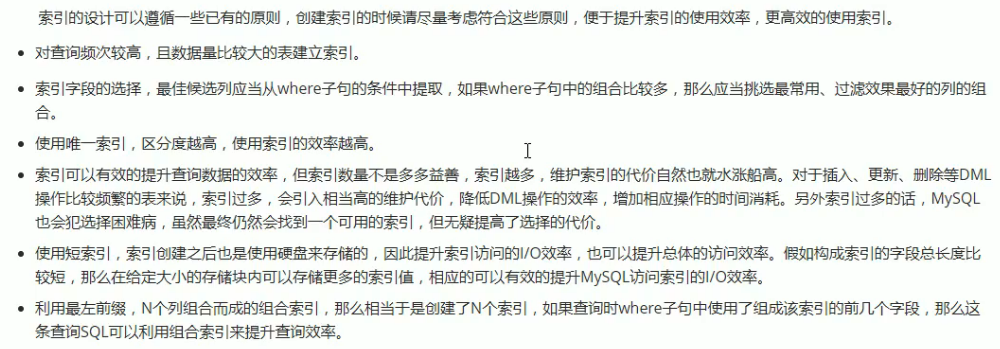 索引的设计可以遵循一些已有的原则，创建索引的时候请尽量考虑符合这些原则，便于提升索引的使用效率，更高效的使用索引。
对查询频次较高，且数据量比较大的表建立索引。
索引字段的选择，最佳候选列应当从where子句的条件中提取，如果where子句中的组合比较多，那么应当挑选最常用、过滤效果最好的列的组
合。
使用唯一索引，区分度越高，使用索引的效率越高。
索引可以有效的提升查询数据的效率，但索引数量不是多多益善，索引越多，维护索引的代价自然也就水涨船高。对于插入、更新、删除等DML
操作比较频繁的表来说，索引过多，会引入相当高的维护代价，降低DML操作的效率，增加相应操作的时间消耗。另外索引过多的话，MySQL
也会犯选择困难病，虽然最终仍然会找到一个可用的索引，但无疑提高了选择的代价。
使用短索引，索引创建之后也是使用硬盘来存储的，因此提升索引访问的I/O效率，也可以提升总体的访问效率。假如构成索引的字段总长度比
较短，那么在给定大小的存储块内可以存储更多的索引值，相应的可以有效的提升MySQL访问索引的I/O效率。
利用最左前缀，N个列组合而成的组合索引，那么相当于是创建了N个索引，如果查询时where子句中使用了组成该索引的前几个字段，那么这
条查询SQL可以利用组合索引来提升查询效率。